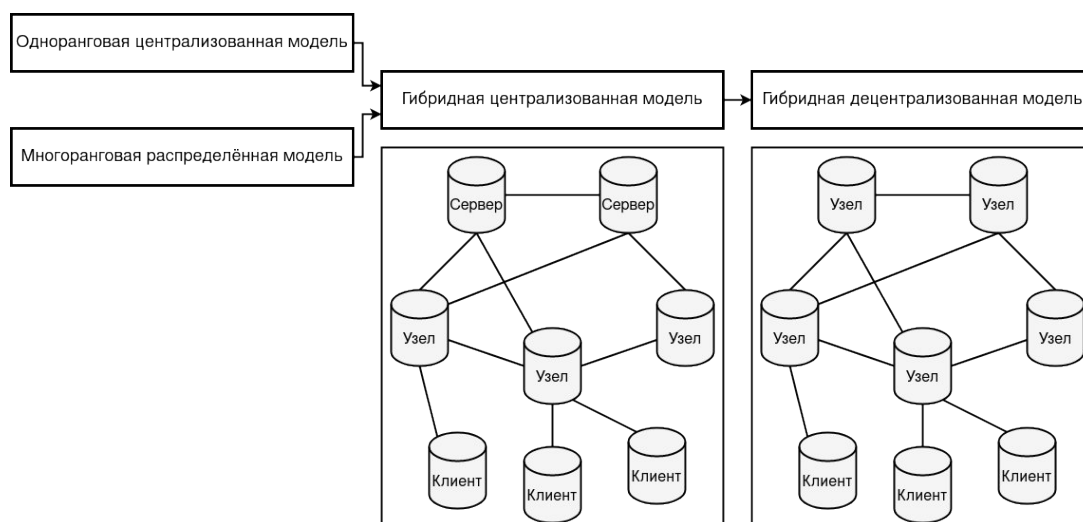 Одноранговая централизованная модель
Многоранговая распределённая модель
Гибридная централизованная модель
Гибридная децентрализованная модель
Сервер
Сервер
Узел
Узел
Узел
Клиент
Клиент
Клиент
Узел
Узел
Узел
Узел
Узел
Клиент
Клиент
Клиент